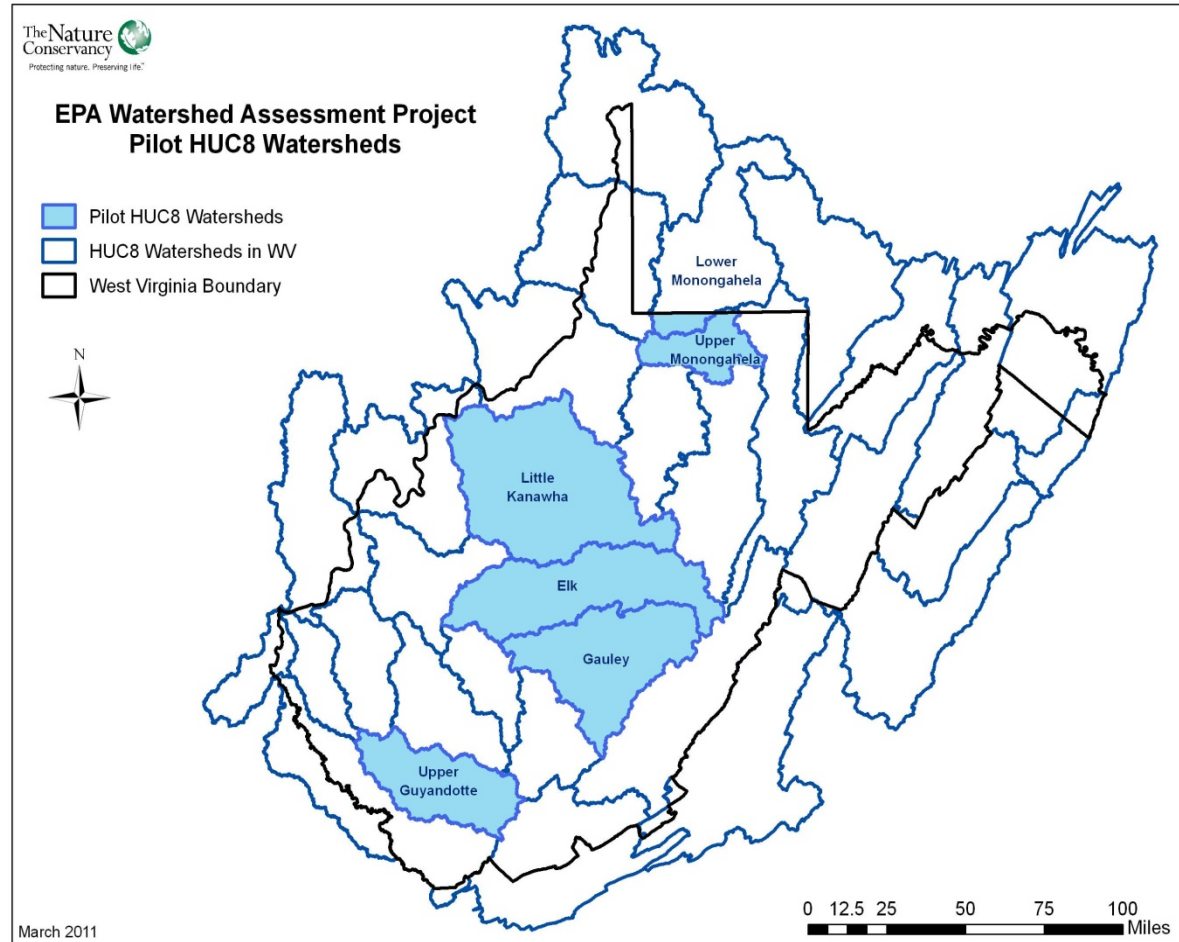 The Nature
Conservancy
Protecting nature. Preserving life.™
EPA Watershed Assessment Project
Pilot HUC8 Watersheds
Pilot HUC8 Watersheds
HUC8 Watersheds in WV
West Virginia Boundary
N
Lower
Monongahela
Upper
Monongahela
Little
Kanawha
Elk
Gauley
Upper
Guyandotte
0 12.5 25 50 75 100
Miles
March 2011